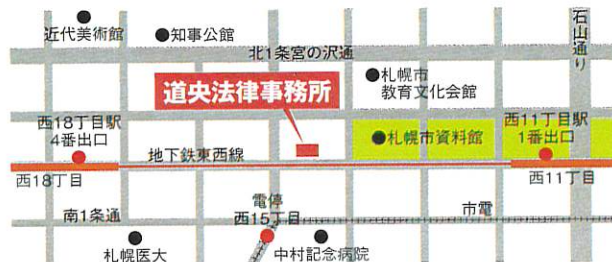 近代美術館
知事公館
北1条宮の沢通
石山通り
札幌市
教育文化会館
道央法律事務所
西18丁目駅
4番出口
地下鉄東西線
札幌市資料館
西11丁目駅
1番出口
西18丁目
西11丁目
南1条通
電停
西15丁目
市電
札幌医大
中村記念病院